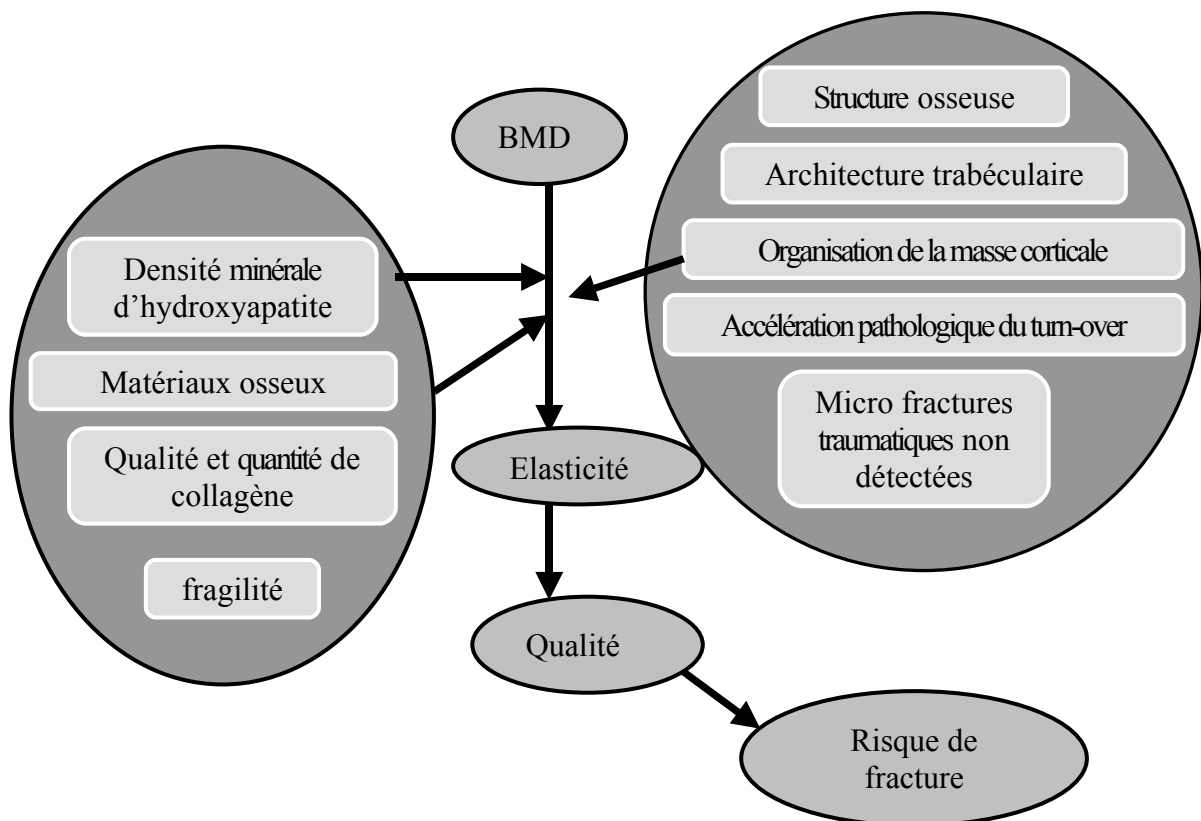 BMD
Densité minérale
d’hydroxyapatite
Matériaux osseux
Qualité et quantité de
collagène
fragilité
Structure osseuse
Architecture trabéculaire
Organisation de la masse corticale
Accélération pathologique du turn-over
Micro fractures
traumatiques non
détectées
Elasticité
Qualité
Risque de
fracture